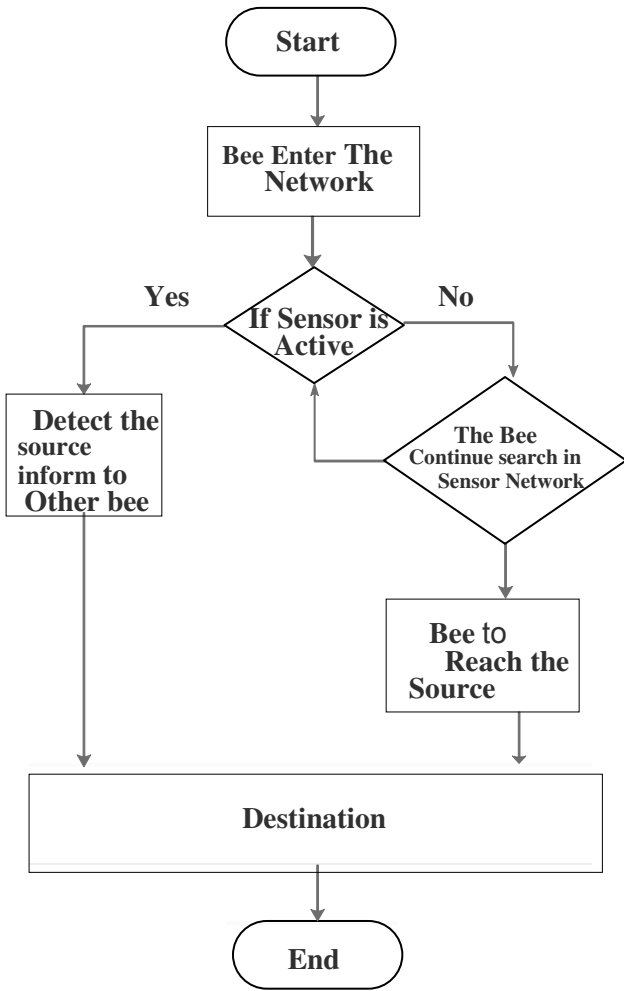 Start
Bee Enter The
Network
Yes
No
If Sensor is
Active
Detect the
source
inform to
Other bee
The Bee
Continue search in
Sensor Network
Bee to
Reach the
Source
Destination
End